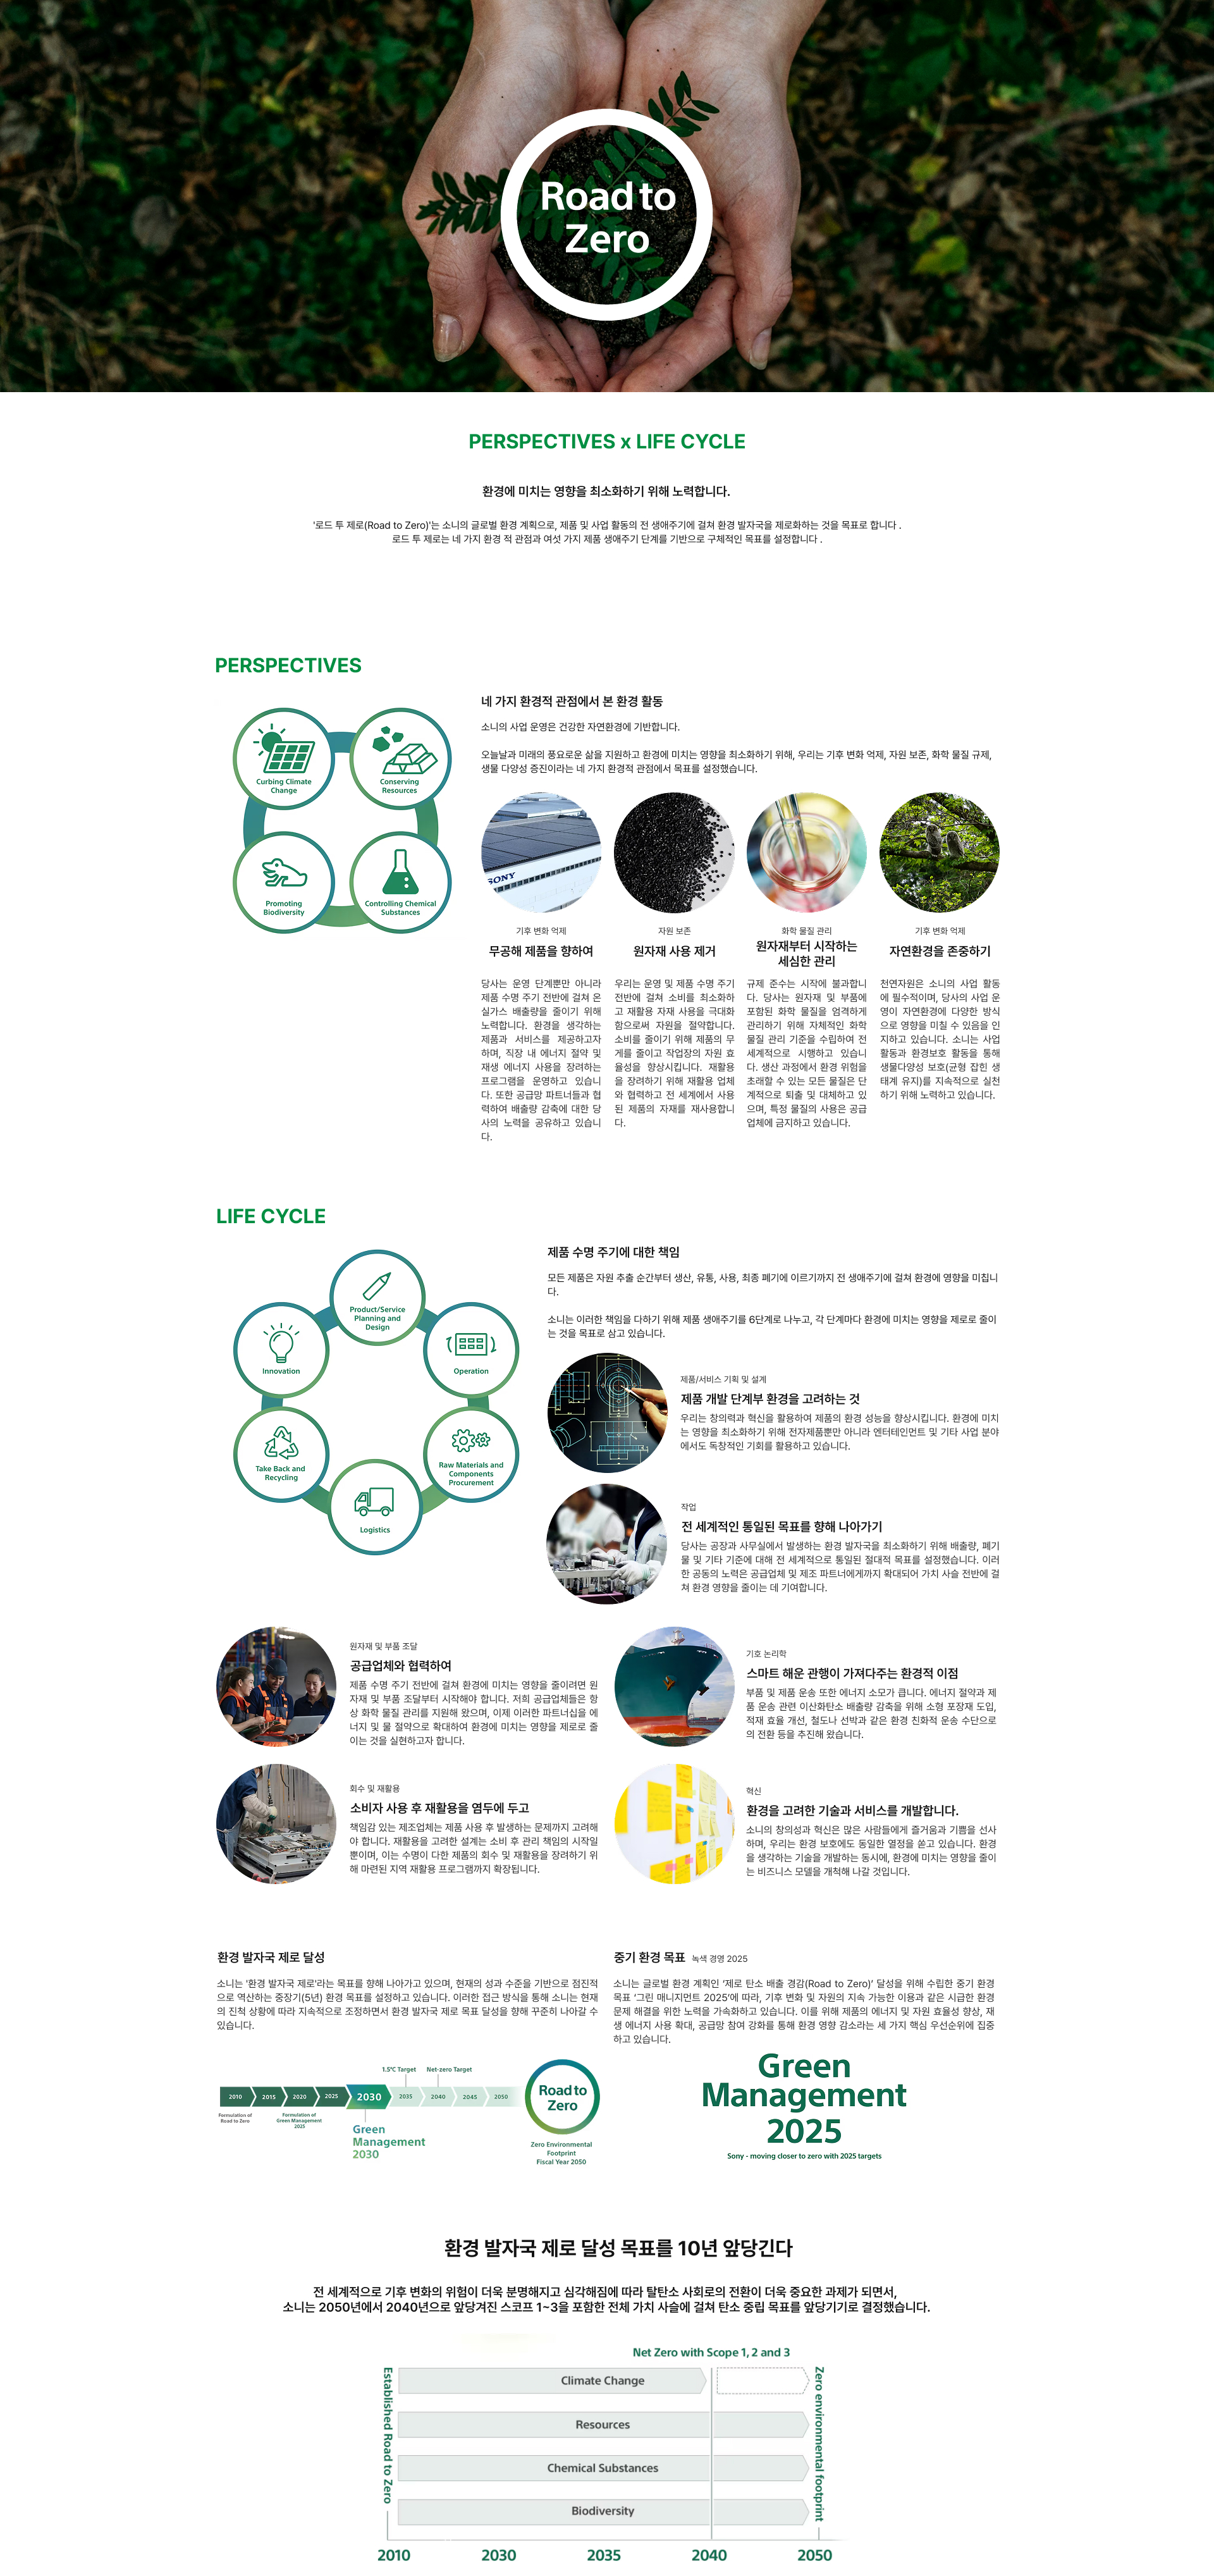 Road to
Zero
PERSPECTIVES x LIFE CYCLE
환경에 미치는 영향을 최소화하기 위해 노력합니다.
'로드 투 제로(Road to Zero)'는 소니의 글로벌 환경 계획으로, 제품 및 사업 활동의 전 생애주기에 걸쳐 환경 발자국을 제로화하는 것을 목표로 합니다 .
로드 투 제로는 네 가지 환경 적 관점과 여섯 가지 제품 생애주기 단계를 기반으로 구체적인 목표를 설정합니다 .
PERSPECTIVES
Curbing Climate
Change
Conserving
Resources
Promoting
Biodiversity
Controlling Chemical
Substances
네 가지 환경적 관점에서 본 환경 활동
소니의 사업 운영은 건강한 자연환경에 기반합니다.
오늘날과 미래의 풍요로운 삶을 지원하고 환경에 미치는 영향을 최소화하기 위해, 우리는 기후 변화 억제, 자원 보존, 화학 물질 규제,
생물 다양성 증진이라는 네 가지 환경적 관점에서 목표를 설정했습니다.
SONY
기후 변화 억제
무공해 제품을 향하여
당사는 운영 단계뿐만 아니라
제품 수명 주기 전반에 걸쳐 온
실가스 배출량을 줄이기 위해
노력합니다. 환경을 생각하는
제품과 서비스를 제공하고자
하며, 직장 내 에너지 절약 및
재생 에너지 사용을 장려하는
프로그램을 운영하고 있습니
다. 또한 공급망 파트너들과 협
력하여 배출량 감축에 대한 당
사의 노력을 공유하고 있습니
다.
자원 보존
원자재 사용 제거
우리는 운영 및 제품 수명 주기
전반에 걸쳐 소비를 최소화하
고 재활용 자재 사용을 극대화
함으로써 자원을 절약합니다.
소비를 줄이기 위해 제품의 무
게를 줄이고 작업장의 자원 효
율성을 향상시킵니다. 재활용
을 장려하기 위해 재활용 업체
와 협력하고 전 세계에서 사용
된 제품의 자재를 재사용합니
다.
화학 물질 관리
원자재부터 시작하는
세심한 관리
규제 준수는 시작에 불과합니
다. 당사는 원자재 및 부품에
포함된 화학 물질을 엄격하게
관리하기 위해 자체적인 화학
물질 관리 기준을 수립하여 전
세계적으로 시행하고 있습니
다. 생산 과정에서 환경 위험을
초래할 수 있는 모든 물질은 단
계적으로 퇴출 및 대체하고 있
으며, 특정 물질의 사용은 공급
업체에 금지하고 있습니다.
기후 변화 억제
자연환경을 존중하기
천연자원은 소니의 사업 활동
에 필수적이며, 당사의 사업 운
영이 자연환경에 다양한 방식
으로 영향을 미칠 수 있음을 인
지하고 있습니다. 소니는 사업
활동과 환경보호 활동을 통해
생물다양성 보호(균형 잡힌 생
태계 유지)를 지속적으로 실천
하기 위해 노력하고 있습니다.
LIFE CYCLE
Product/Service
Planning and
Design
Innovation
Operation
Take Back and
Recycling
Raw Materials and
Components
Procurement
Logistics
제품 수명 주기에 대한 책임
모든 제품은 자원 추출 순간부터 생산, 유통, 사용, 최종 폐기에 이르기까지 전 생애주기에 걸쳐 환경에 영향을 미칩니
다.
소니는 이러한 책임을 다하기 위해 제품 생애주기를 6단계로 나누고, 각 단계마다 환경에 미치는 영향을 제로로 줄이
는 것을 목표로 삼고 있습니다.
제품/서비스 기획 및 설계
제품 개발 단계부 환경을 고려하는 것
우리는 창의력과 혁신을 활용하여 제품의 환경 성능을 향상시킵니다. 환경에 미치
는 영향을 최소화하기 위해 전자제품뿐만 아니라 엔터테인먼트 및 기타 사업 분야
에서도 독창적인 기회를 활용하고 있습니다.
작업
전 세계적인 통일된 목표를 향해 나아가기
당사는 공장과 사무실에서 발생하는 환경 발자국을 최소화하기 위해 배출량, 폐기
물 및 기타 기준에 대해 전 세계적으로 통일된 절대적 목표를 설정했습니다. 이러
한 공동의 노력은 공급업체 및 제조 파트너에게까지 확대되어 가치 사슬 전반에 걸
쳐 환경 영향을 줄이는 데 기여합니다.
원자재 및 부품 조달
공급업체와 협력하여
제품 수명 주기 전반에 걸쳐 환경에 미치는 영향을 줄이려면 원
자재 및 부품 조달부터 시작해야 합니다. 저희 공급업체들은 항
상 화학 물질 관리를 지원해 왔으며, 이제 이러한 파트너십을 에
너지 및 물 절약으로 확대하여 환경에 미치는 영향을 제로로 줄
이는 것을 실현하고자 합니다.
기호 논리학
스마트 해운 관행이 가져다주는 환경적 이점
부품 및 제품 운송 또한 에너지 소모가 큽니다. 에너지 절약과 제
품 운송 관련 이산화탄소 배출량 감축을 위해 소형 포장재 도입,
적재 효율 개선, 철도나 선박과 같은 환경 친화적 운송 수단으로
의 전환 등을 추진해 왔습니다.
회수 및 재활용
소비자 사용 후 재활용을 염두에 두고
책임감 있는 제조업체는 제품 사용 후 발생하는 문제까지 고려해
야 합니다. 재활용을 고려한 설계는 소비 후 관리 책임의 시작일
뿐이며, 이는 수명이 다한 제품의 회수 및 재활용을 장려하기 위
해 마련된 지역 재활용 프로그램까지 확장됩니다.
혁신
환경을 고려한 기술과 서비스를 개발합니다.
소니의 창의성과 혁신은 많은 사람들에게 즐거움과 기쁨을 선사
하며, 우리는 환경 보호에도 동일한 열정을 쏟고 있습니다. 환경
을 생각하는 기술을 개발하는 동시에, 환경에 미치는 영향을 줄이
는 비즈니스 모델을 개척해 나갈 것입니다.
환경 발자국 제로 달성
소니는 '환경 발자국 제로'라는 목표를 향해 나아가고 있으며, 현재의 성과 수준을 기반으로 점진적
으로 역산하는 중장기(5년) 환경 목표를 설정하고 있습니다. 이러한 접근 방식을 통해 소니는 현재
의 진척 상황에 따라 지속적으로 조정하면서 환경 발자국 제로 목표 달성을 향해 꾸준히 나아갈 수
있습니다.
1.5℃ Target Net-zero Target
2010 2015 2020 2025 2030 2035 2040 2045 2050
Formulation of
Road to Zero
Formulation of
Green Management
2025
Green
Management
2030
Road to
Zero
Zero Environmental
Footprint
Fiscal Year 2050
중기 환경 목표 녹색 경영 2025
소니는 글로벌 환경 계획인 '제로 탄소 배출 경감(Road to Zero)' 달성을 위해 수립한 중기 환경
목표 '그린 매니지먼트 2025'에 따라, 기후 변화 및 자원의 지속 가능한 이용과 같은 시급한 환경
문제 해결을 위한 노력을 가속화하고 있습니다. 이를 위해 제품의 에너지 및 자원 효율성 향상, 재
생 에너지 사용 확대, 공급망 참여 강화를 통해 환경 영향 감소라는 세 가지 핵심 우선순위에 집중
하고 있습니다.
Green
Management
2025
Sony - moving closer to zero with 2025 targets
환경 발자국 제로 달성 목표를 10년 앞당긴다
전 세계적으로 기후 변화의 위험이 더욱 분명해지고 심각해짐에 따라 탈탄소 사회로의 전환이 더욱 중요한 과제가 되면서,
소니는 2050년에서 2040년으로 앞당겨진 스코프 1~3을 포함한 전체 가치 사슬에 걸쳐 탄소 중립 목표를 앞당기기로 결정했습니다.
Net Zero with Scope 1, 2 and 3
Established Road to Zero
Climate Change
Resources
Chemical Substances
Biodiversity
Zero environmental footprint
2010 2030 2035 2040 2050